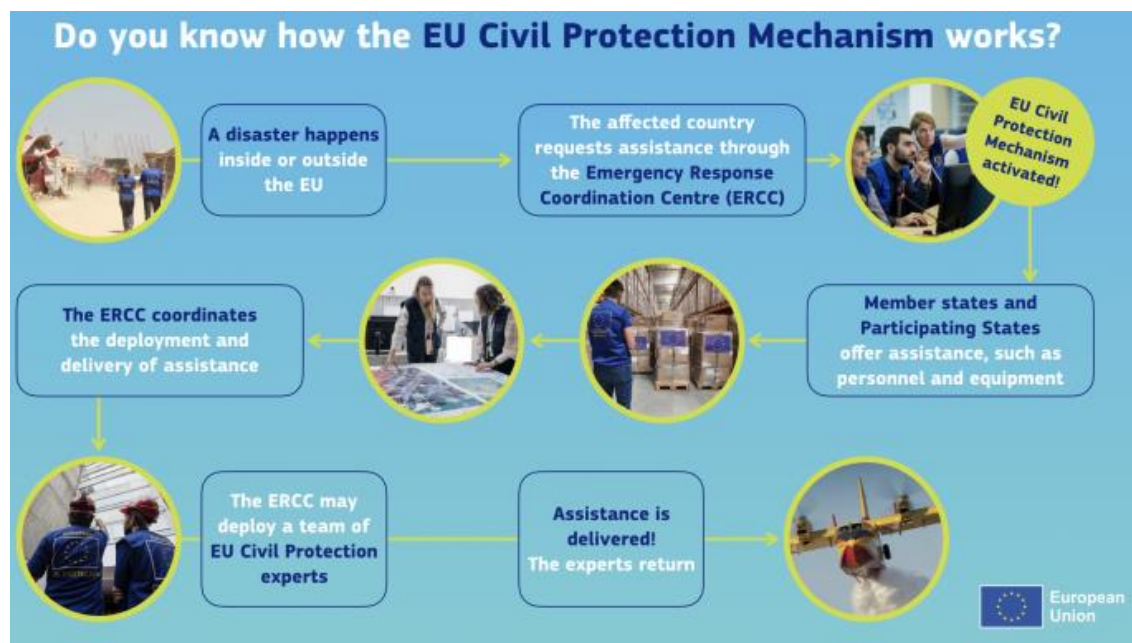 Do you know how the EU Civil Protection Mechanism works?
A disaster happens
inside or outside
the EU
The affected country
requests assistance through
the Emergency Response
Coordination Centre (ERCC)
EU Civil
Protection
Mechanism
activated!
Member states and
Participating States
offer assistance, such as
personnel and equipment
The ERCC coordinates
the deployment and
delivery of assistance
The ERCC may
deploy a team of
EU Civil Protection
experts
Assistance is
delivered!
The experts return
European
Union